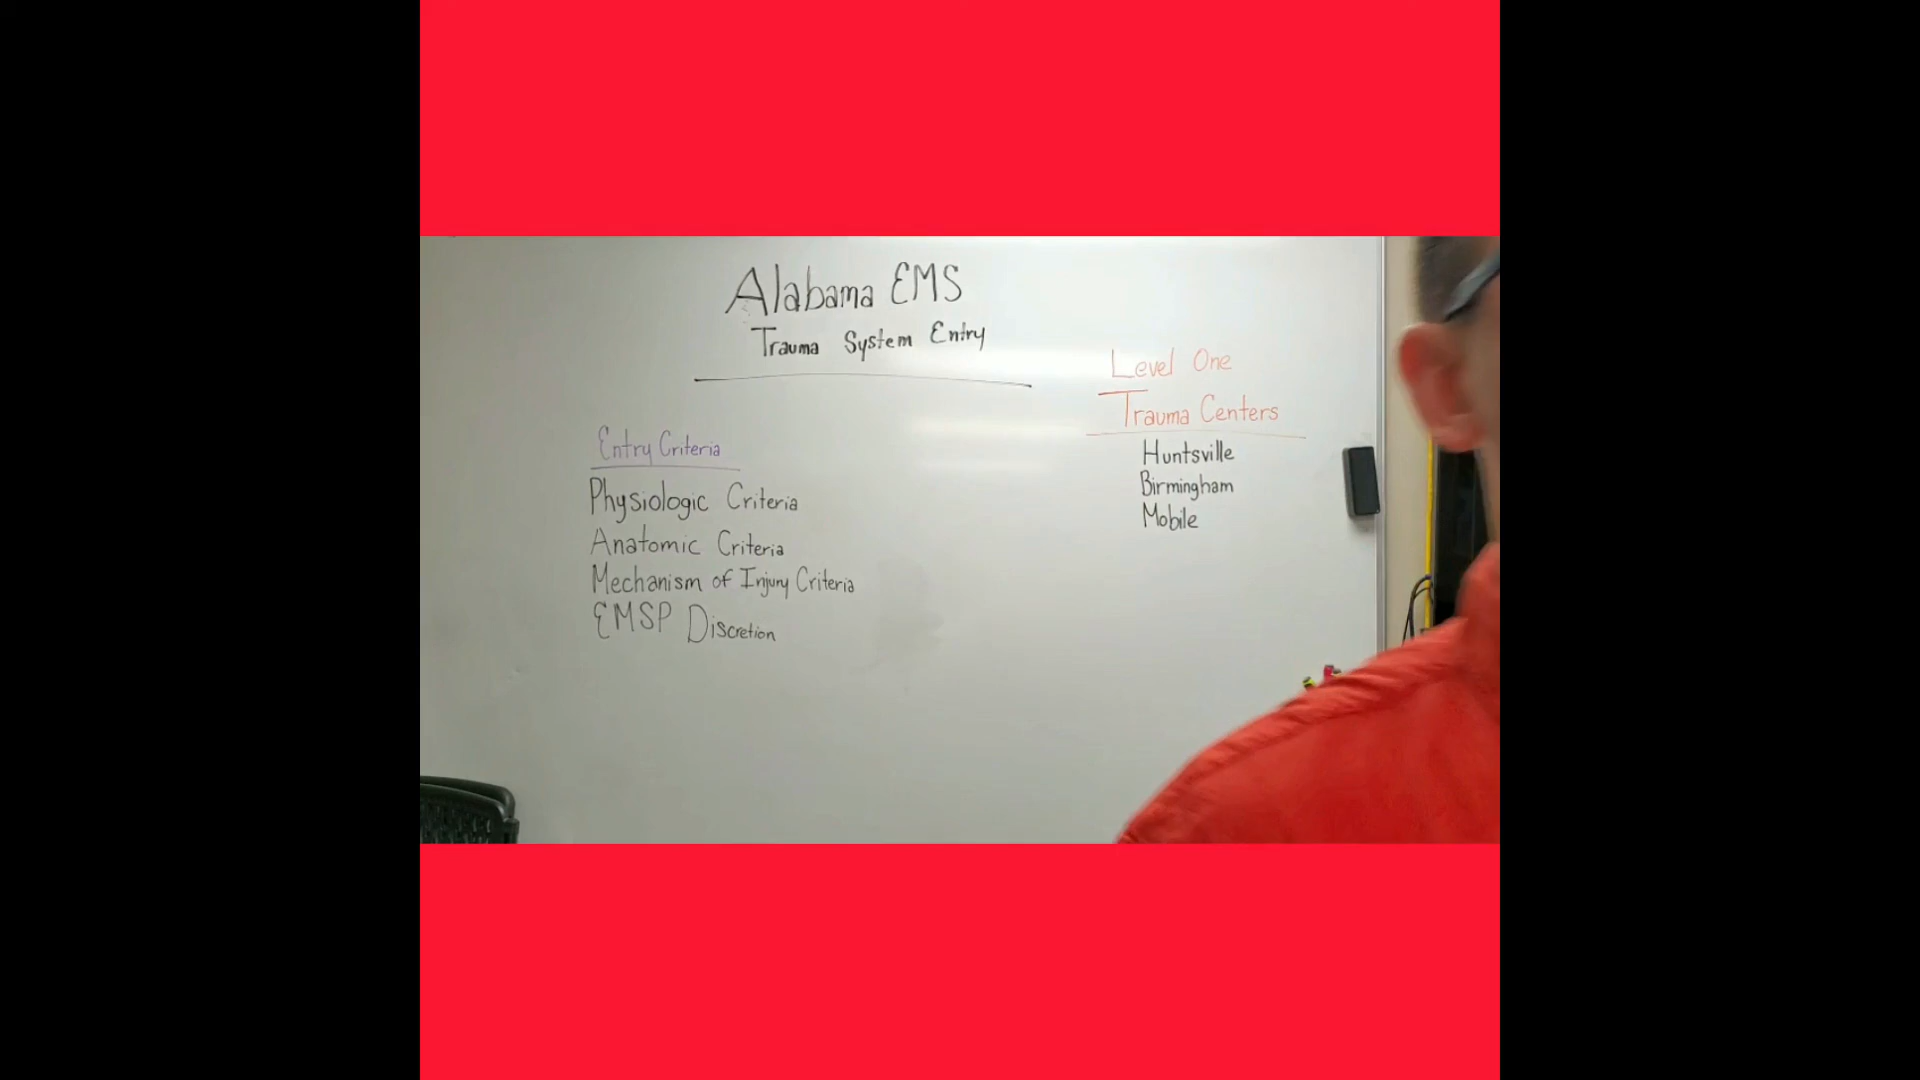 Alabama EMS
Trauma System Entry
Entry Criteria
Physiologic Criteria
Anatomic Criteria
Mechanism of Injury Criteria
EMSP Discretion
Level One
Trauma Centers
Huntsville
Birmingham
Mobile